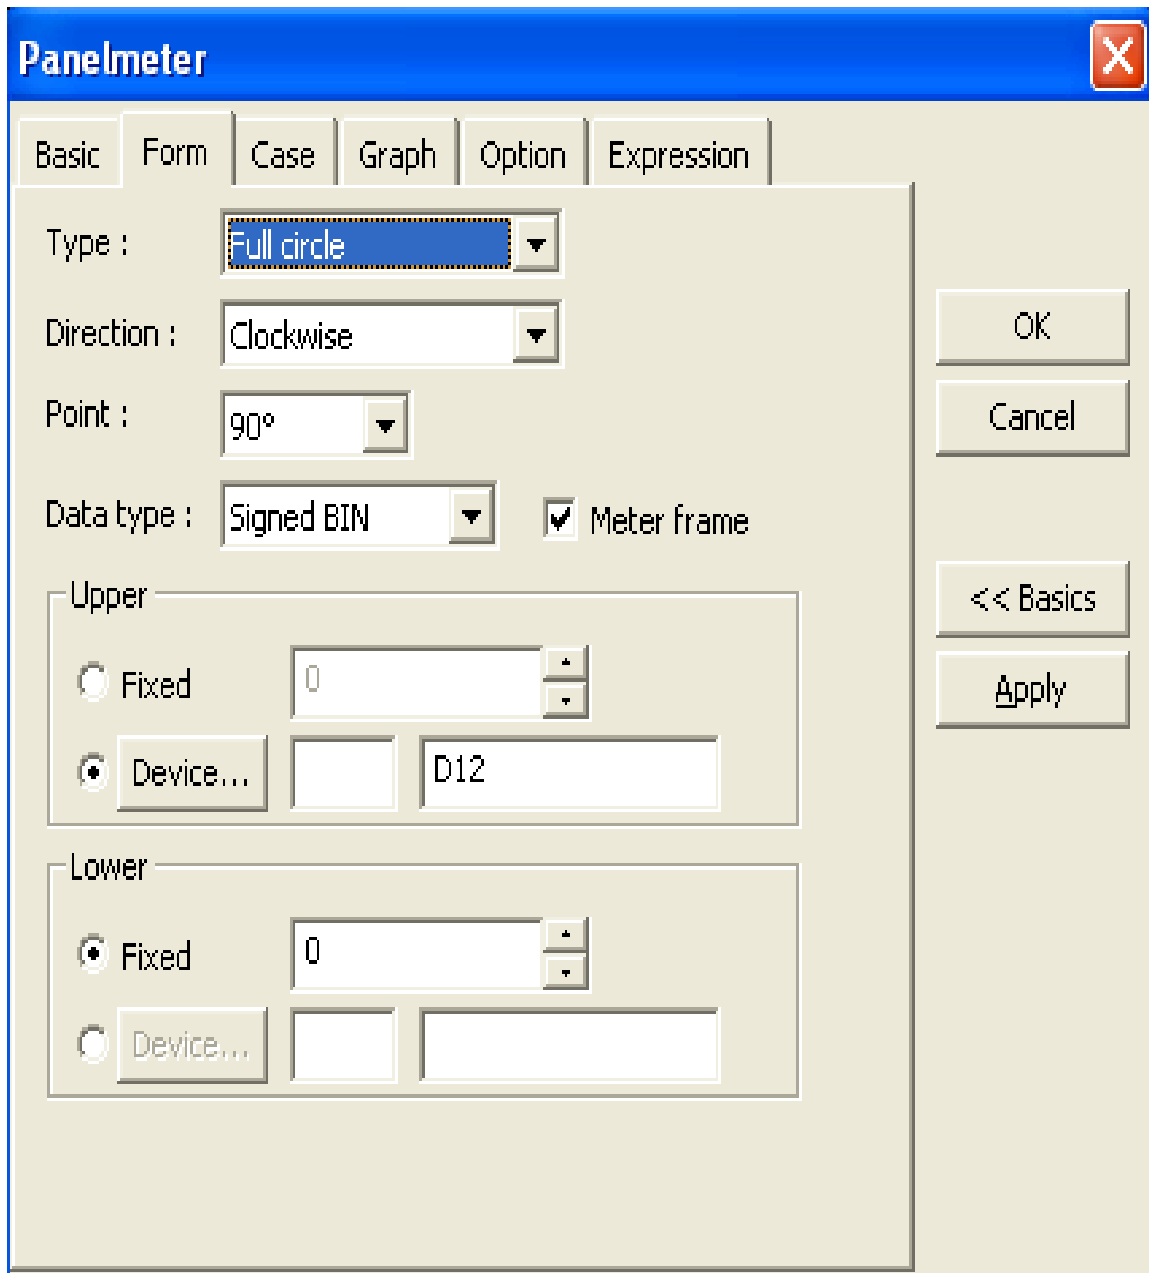 Panelmeter
Basic Form Case Graph Option Expression
Type : Full circle
Direction : Clockwise
OK
Point : 90°
Cancel
Data type : Signed BIN Meter frame
Upper
<< Basics
Fixed 0
Apply
Device... D12
Lower
Fixed 0
Device...